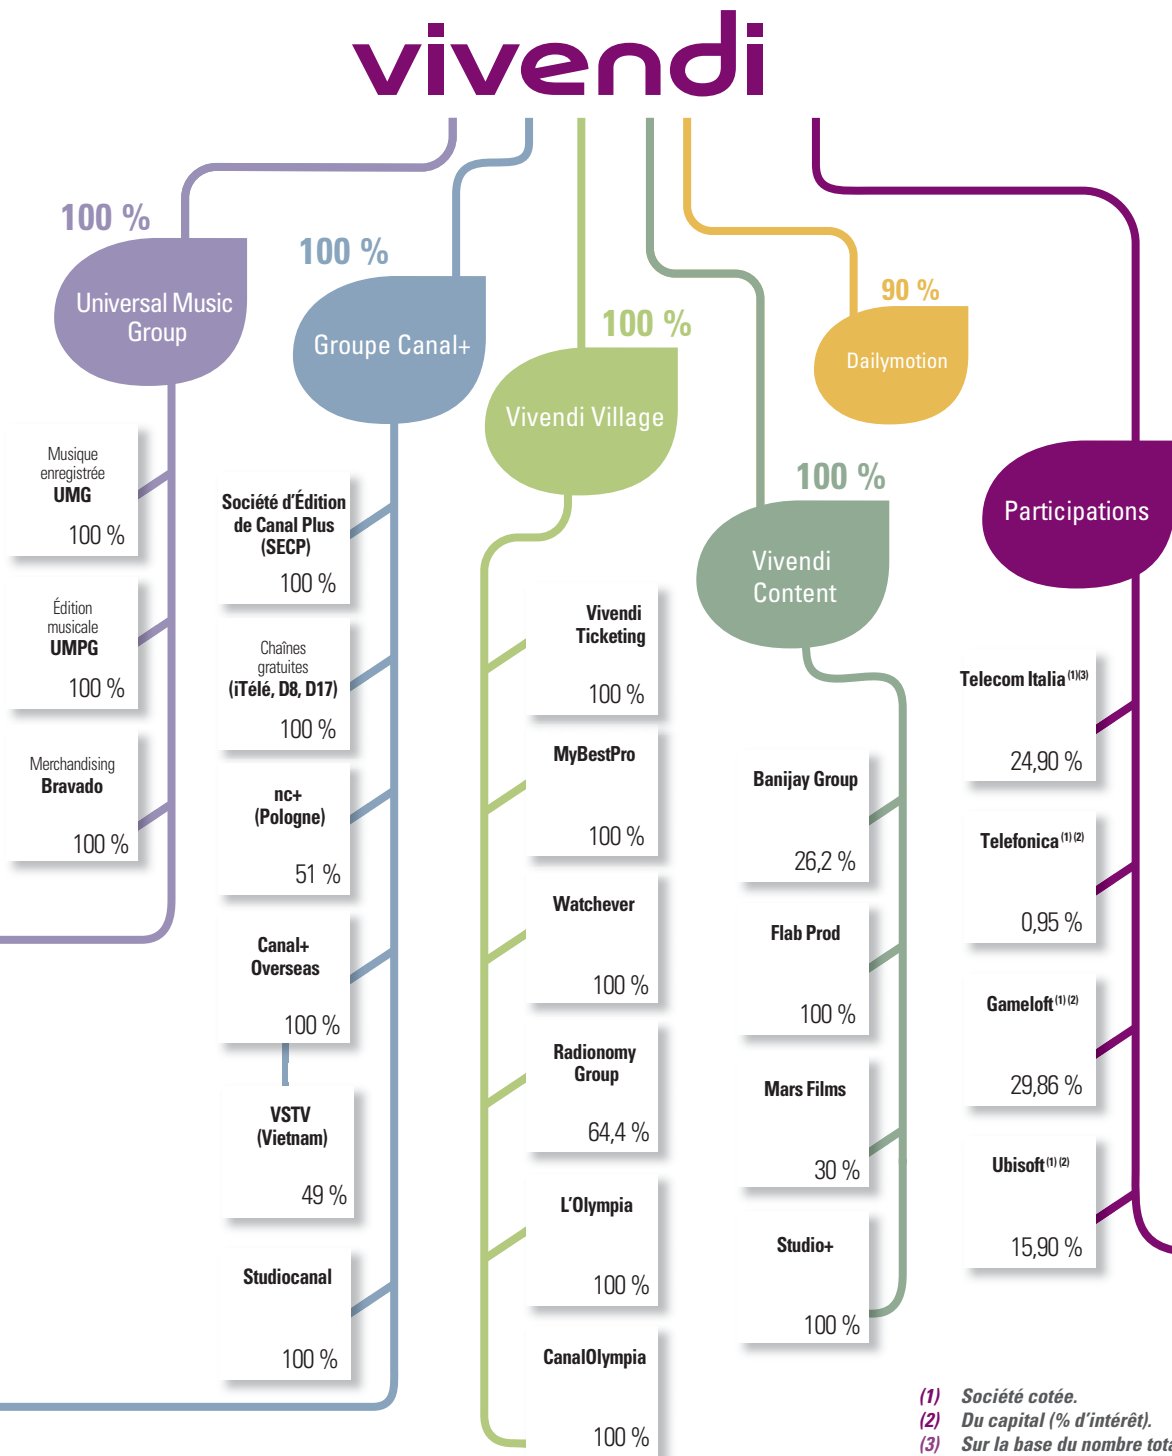 vivendi
100 %
Universal Music
Group
Musique
enregistrée
UMG
100 %
Édition
musicale
UMPG
100 %
Merchandising
Bravado
100 %
100 %
Groupe Canal+
Société d'Édition
de Canal Plus
(SECP)
100 %
Chaînes
gratuites
(iTélé, D8, D17)
100 %
nc+
(Pologne)
51 %
Canal+
Overseas
100 %
VSTV
(Vietnam)
49 %
Studiocanal
100 %
100 %
Vivendi Village
Vivendi
Ticketing
100 %
MyBestPro
100 %
Watchever
100 %
Radionomy
Group
64,4 %
L'Olympia
100 %
CanalOlympia
100 %
100 %
Vivendi
Content
Banijay Group
26,2 %
Flab Prod
100 %
Mars Films
30 %
Studio+
100 %
90 %
Dailymotion
Participations
Telecom Italia (1)(3)
24,90 %
Telefonica (1) (2)
0,95 %
Gameloft (1) (2)
29,86 %
Ubisoft (1) (2)
15,90 %
(1) Société cotée.
(2) Du capital (% d'intérêt).
(3) Sur la base du nombre